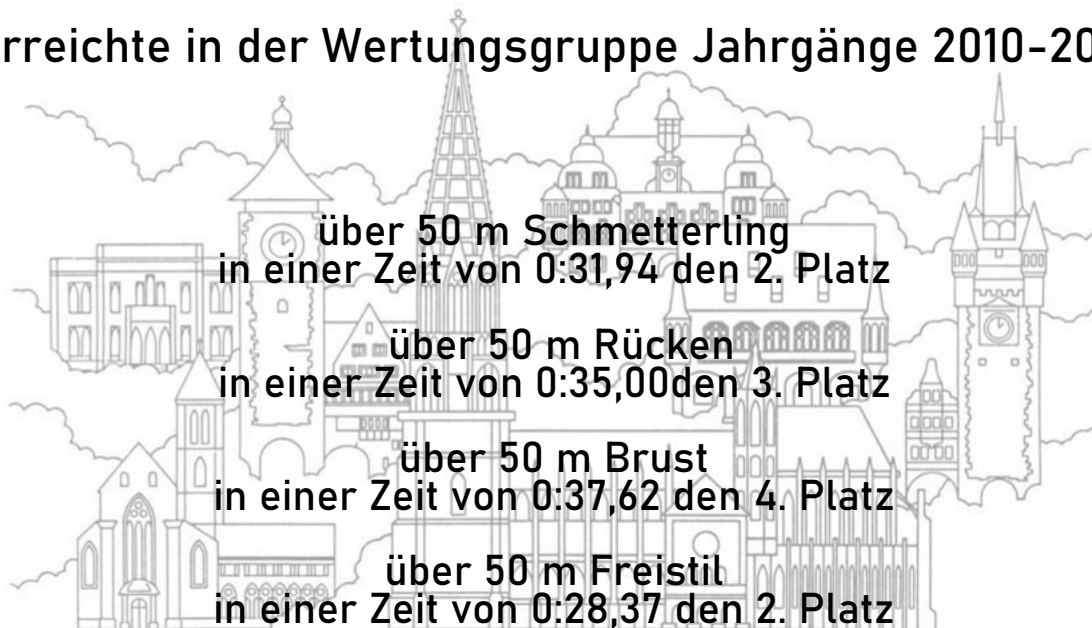 rreichte in der Wertungsgruppe Jahrgänge 2010-20
über 50 m Schmetterling
in einer Zeit von 0:31,94 den 2. Platz
über 50 m Rücken
in einer Zeit von 0:35,00den 3. Platz
über 50 m Brust
in einer Zeit von 0:37,62 den 4. Platz
über 50 m Freistil
in einer Zeit von 0:28,37 den 2. Platz